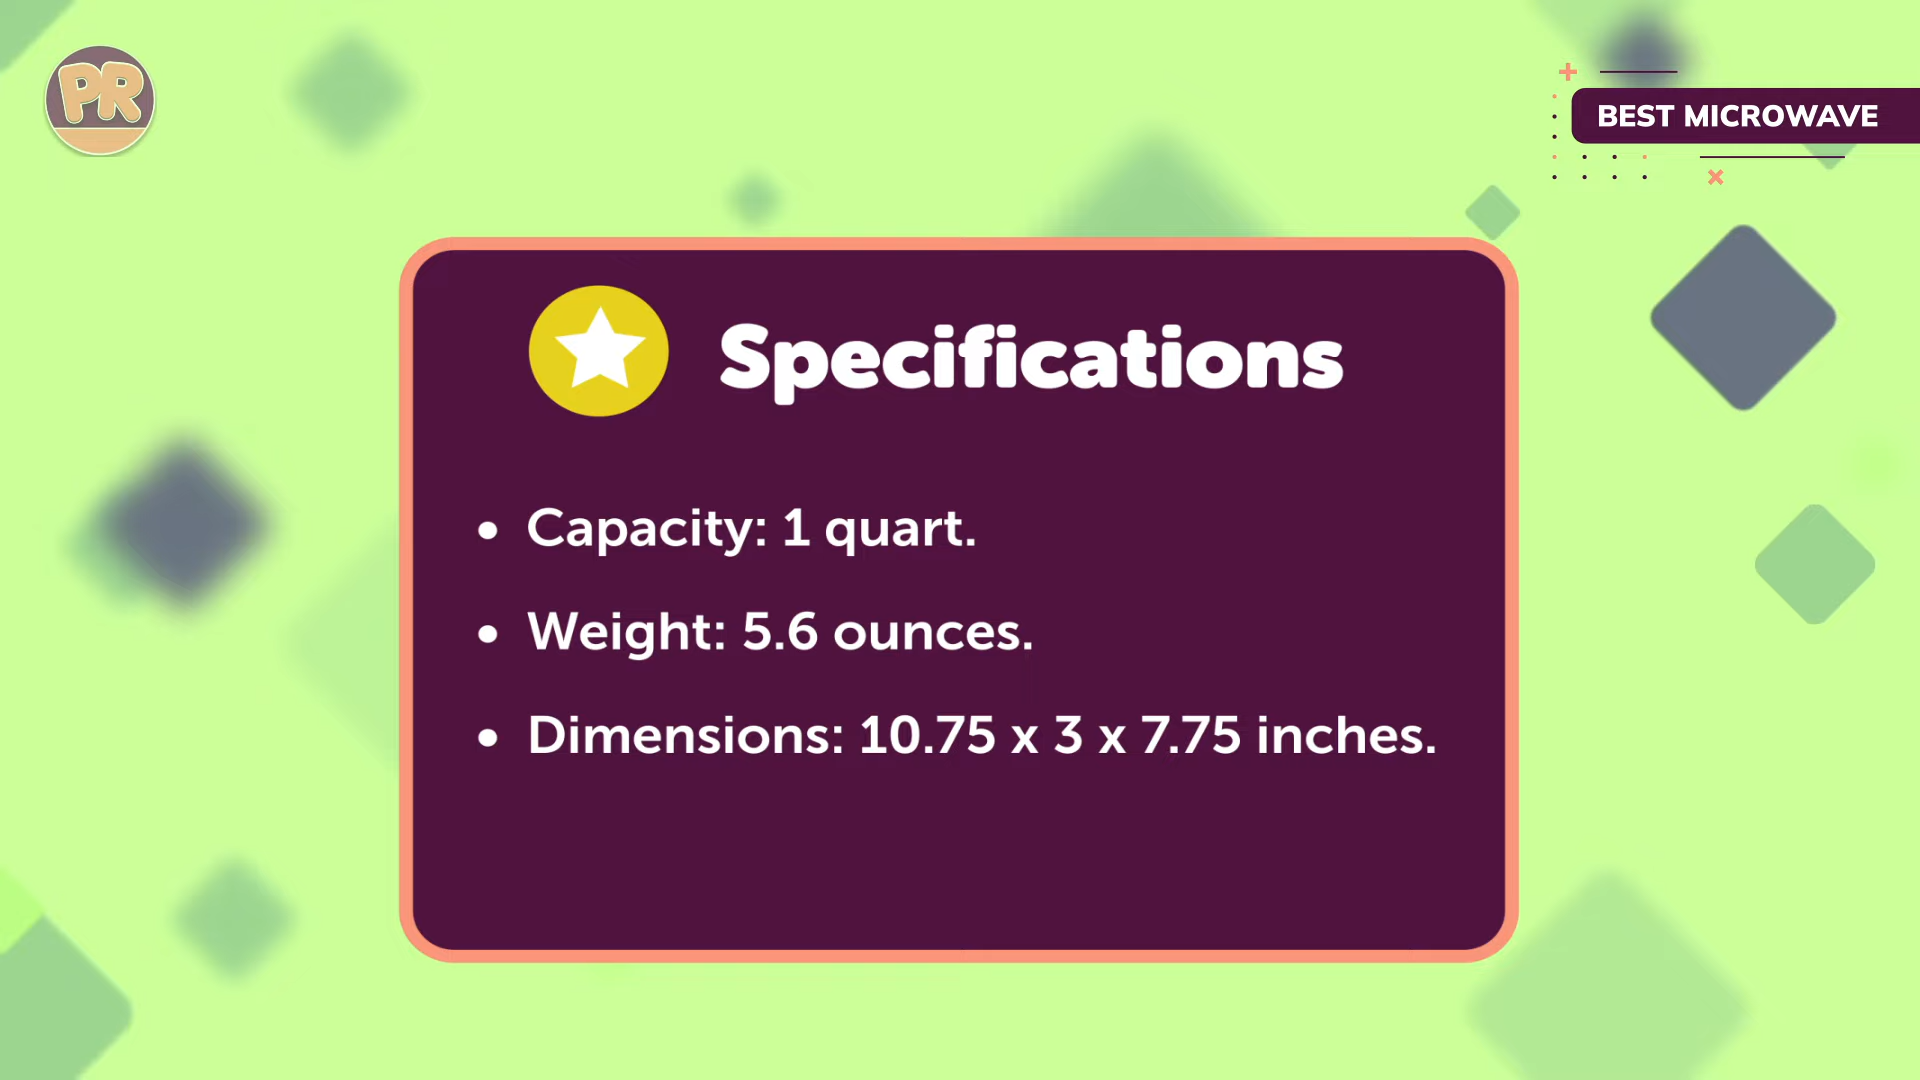 PR
BEST MICROWAVE
Specifications
• Capacity: 1 quart.
• Weight: 5.6 ounces.
• Dimensions: 10.75 x 3 x 7.75 inches.